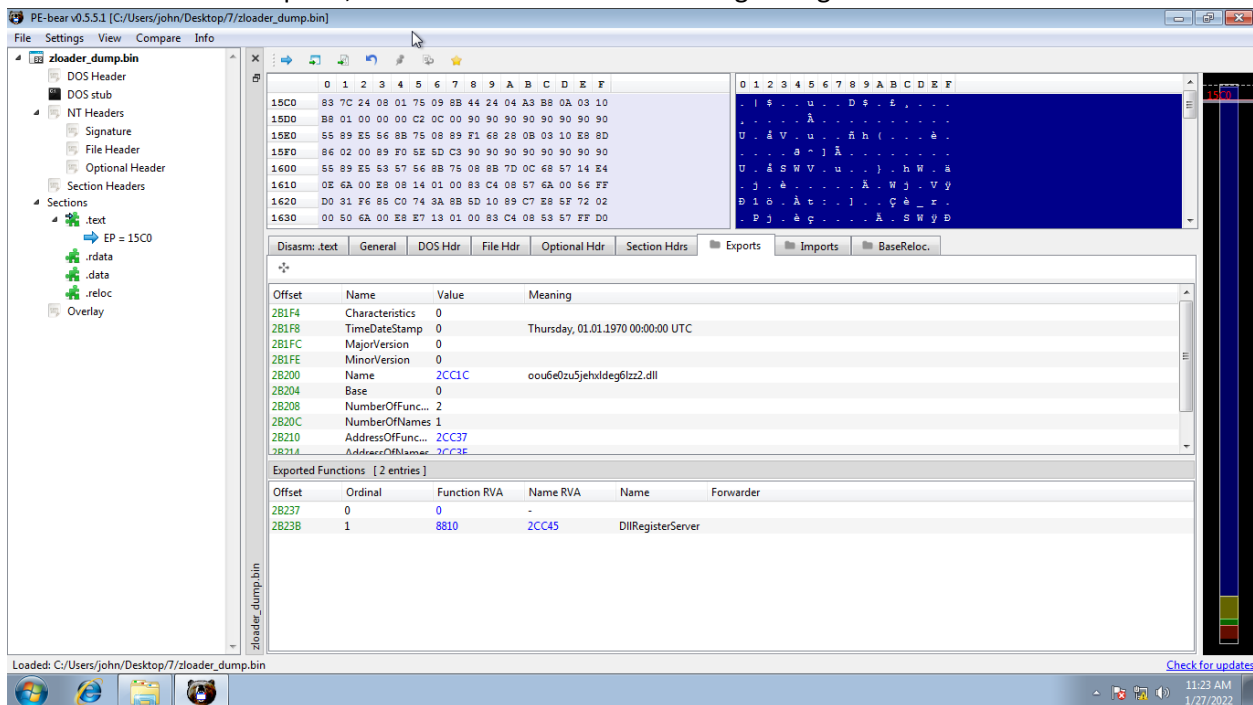 PE-bear v0.5.5.1 [C:/Users/john/Desktop/7/zloader_dump.bin]
File Settings View Compare Info
zloader_dump.bin
DOS Header
DOS stub
NT Headers
Signature
File Header
Optional Header
Section Headers
Sections
.text
EP = 15C0
.rdata
.data
.reloc
Overlay
zloader_dump.bin
0 1 2 3 4 5 6 7 8 9 A B C D E F
15C0 83 7C 24 08 01 75 09 8B 44 24 04 A3 B8 0A 03 10
15D0 B8 01 00 00 00 C2 0C 00 90 90 90 90 90 90 90 90
15E0 55 89 E5 56 8B 75 08 89 F1 68 28 0B 03 10 E8 8D
15F0 86 02 00 89 F0 5E 5D C3 90 90 90 90 90 90 90 90
1600 55 89 E5 53 57 56 8B 75 08 8B 7D 0C 68 57 14 E4
1610 0E 6A 00 E8 08 14 01 00 83 C4 08 57 6A 00 56 FF
1620 D0 31 F6 85 C0 74 3A 8B 5D 10 89 C7 E8 5F 72 02
1630 00 50 6A 00 E8 E7 13 01 00 83 C4 08 53 57 FF D0
0 1 2 3 4 5 6 7 8 9 A B C D E F
. | $ . . u . . D $ . £ ¸ . . .
¸ . . . . Â . . . . . . . . . .
U . å V . u . . ñ h ( . . . è .
. . . . ð ^ ] Ã . . . . . . . .
U . å S W V . u . . } . h W . ä
. j . è . . . . . Ä . W j . V ÿ
Ð 1 ö . À t : . ] . . Ç è _ r .
. P j . è ç . . . . Ä . S W ÿ Ð
15C0
Disasm: .text General DOS Hdr File Hdr Optional Hdr Section Hdrs Exports Imports BaseReloc.
Offset Name Value Meaning
2B1F4 Characteristics 0
2B1F8 TimeDateStamp 0 Thursday, 01.01.1970 00:00:00 UTC
2B1FC MajorVersion 0
2B1FE MinorVersion 0
2B200 Name 2CC1C oou6e0zu5jehxldeg6lzz2.dll
2B204 Base 0
2B208 NumberOfFunc... 2
2B20C NumberOfNames 1
2B210 AddressOfFunc... 2CC37
2B214 AddressOfNames 2CC3F
Exported Functions [ 2 entries ]
Offset Ordinal Function RVA Name RVA Name Forwarder
2B237 0 0 -
2B23B 1 8810 2CC45 DllRegisterServer
Loaded: C:/Users/john/Desktop/7/zloader_dump.bin
Check for updates
11:23 AM
1/27/2022